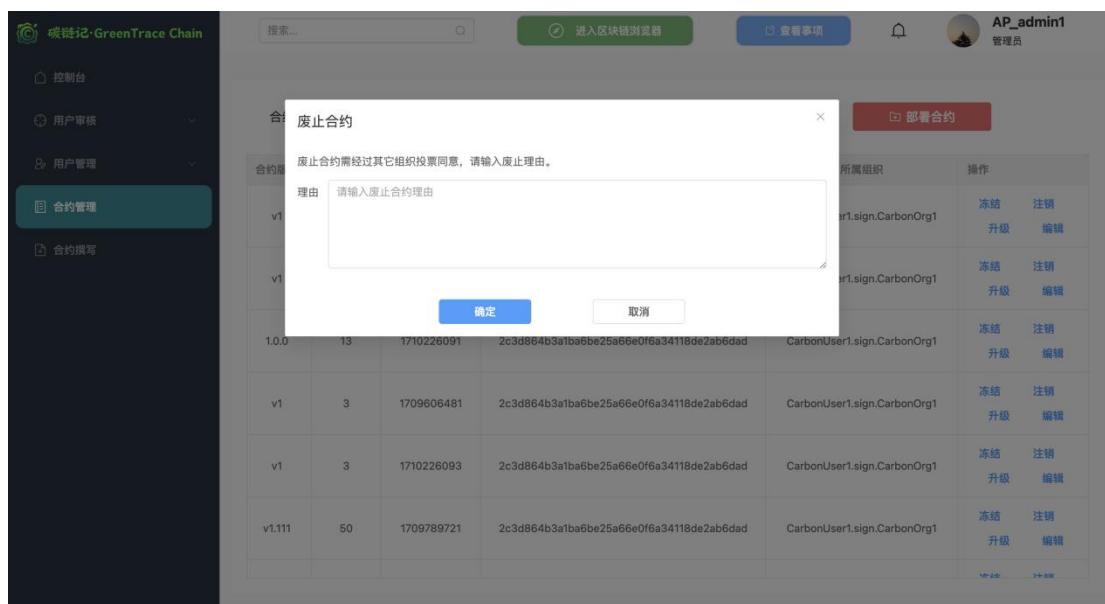 碳链记·GreenTrace Chain
搜索...
进入区块链浏览器
查看事项
AP_admin1
管理员
控制台
用户审核
用户管理
合约管理
合约撰写
部署合约
废止合约
废止合约需经过其它组织投票同意，请输入废止理由。
理由 请输入废止合约理由
确定 取消
所属组织 操作
v1 er1.sign.CarbonOrg1 冻结 注销
升级 编辑
v1 er1.sign.CarbonOrg1 冻结 注销
升级 编辑
1.0.0 13 1710226091 2c3d864b3a1ba6be25a66e0f6a34118de2ab6dad CarbonUser1.sign.CarbonOrg1 冻结 注销
升级 编辑
v1 3 1709606481 2c3d864b3a1ba6be25a66e0f6a34118de2ab6dad CarbonUser1.sign.CarbonOrg1 冻结 注销
升级 编辑
v1 3 1710226093 2c3d864b3a1ba6be25a66e0f6a34118de2ab6dad CarbonUser1.sign.CarbonOrg1 冻结 注销
升级 编辑
v1.111 50 1709789721 2c3d864b3a1ba6be25a66e0f6a34118de2ab6dad CarbonUser1.sign.CarbonOrg1 冻结 注销
升级 编辑